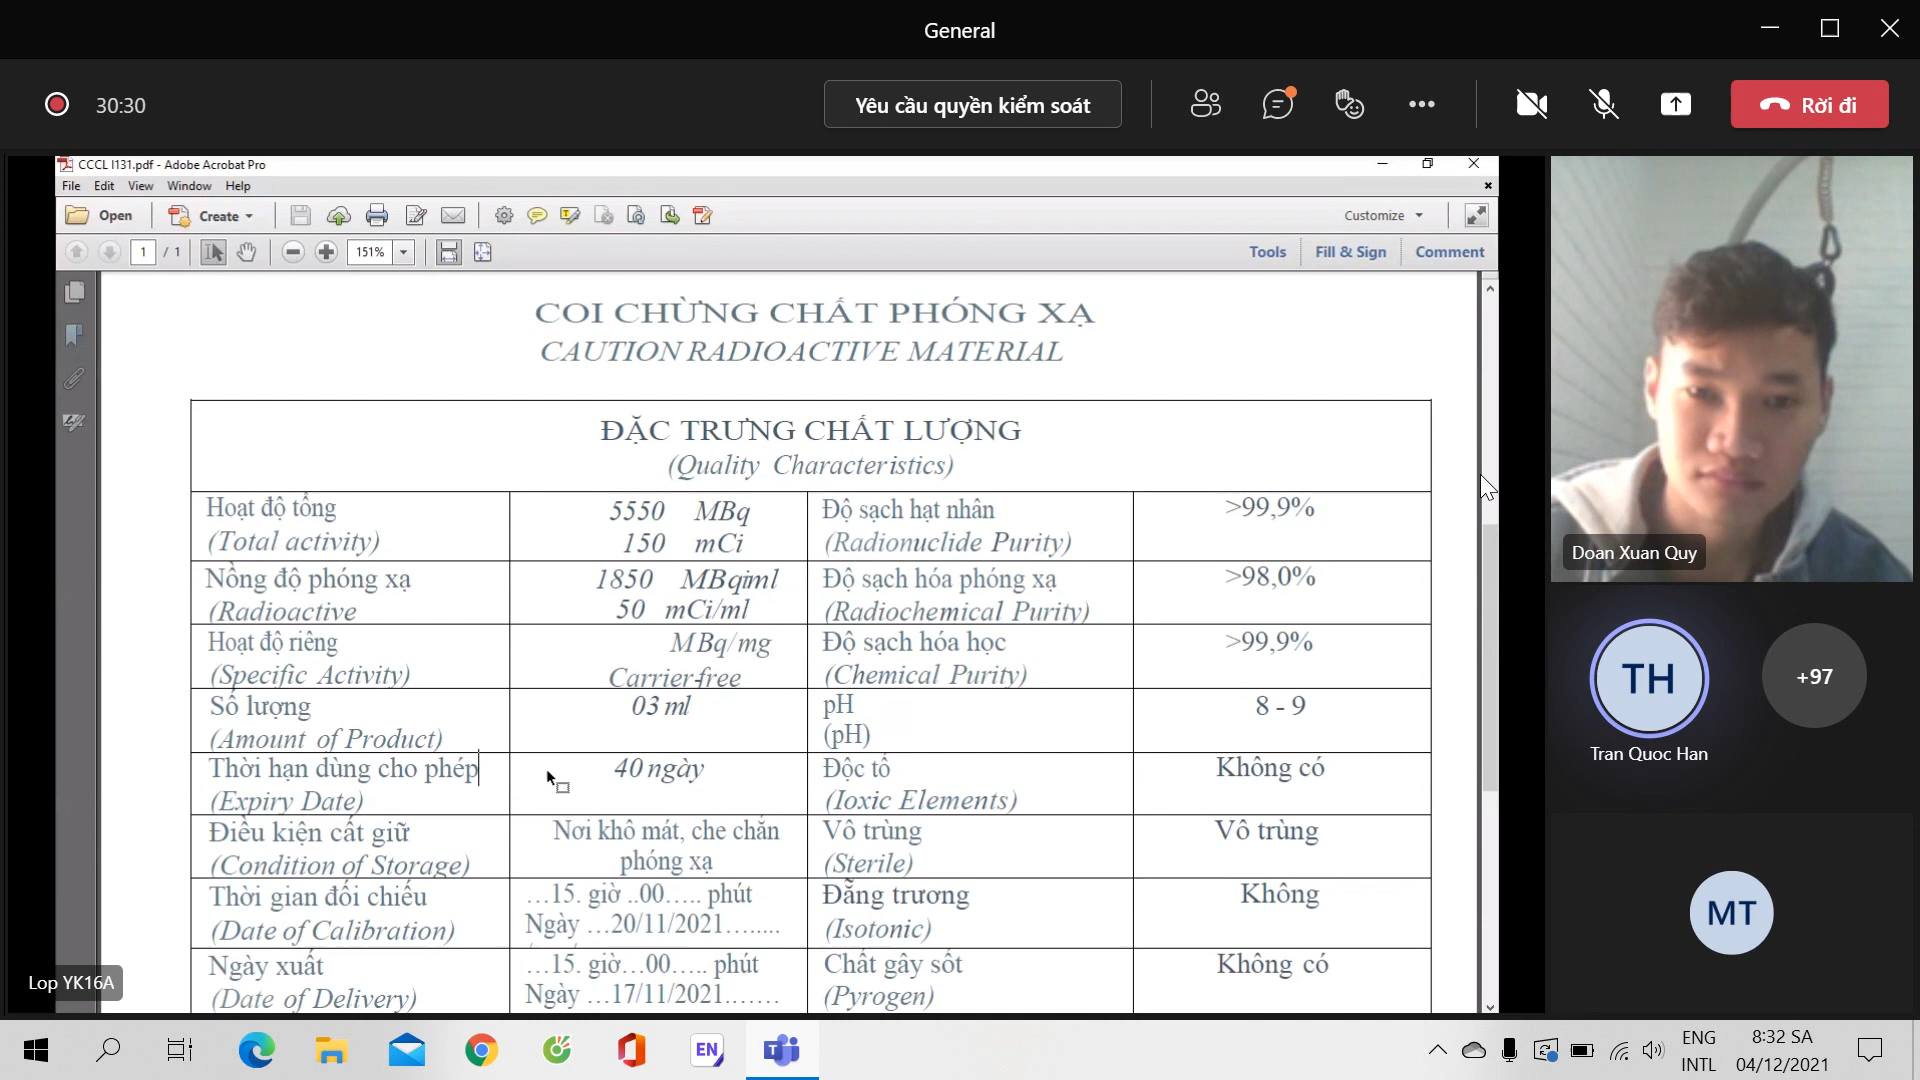 General
30:30
Yêu cầu quyền kiểm soát
Rời đi
CCCL I131.pdf - Adobe Acrobat Pro
File Edit View Window Help
Open
Create
Customize
1 / 1
151%
Tools
Fill & Sign
Comment
COI CHỪNG CHẤT PHÓNG XẠ
CAUTION RADIOACTIVE MATERIAL
ĐẶC TRƯNG CHẤT LƯỢNG
(Quality Characteristics)
Hoạt độ tổng
(Total activity)
5550 MBq
150 mCi
Độ sạch hạt nhân
(Radionuclide Purity)
>99,9%
Nồng độ phóng xạ
(Radioactive
1850 MBqiml
50 mCi/ml
Độ sạch hóa phóng xạ
(Radiochemical Purity)
>98,0%
Hoạt độ riêng
(Specific Activity)
MBq/mg
Carrier-free
Độ sạch hóa học
(Chemical Purity)
>99,9%
Số lượng
(Amount of Product)
03 ml
pH
(pH)
8 - 9
Thời hạn dùng cho phép
(Expiry Date)
40 ngày
Độc tố
(Ioxic Elements)
Không có
Điều kiện cất giữ
(Condition of Storage)
Nơi khô mát, che chắn
phóng xạ
Vô trùng
(Sterile)
Vô trùng
Thời gian đối chiếu
(Date of Calibration)
…15. giờ ..00….. phút
Ngày …20/11/2021….....
Đẳng trương
(Isotonic)
Không
Ngày xuất
(Date of Delivery)
…15. giờ…00….. phút
Ngày …17/11/2021.……
Chất gây sốt
(Pyrogen)
Không có
Lop YK16A
Doan Xuan Quy
TH
Tran Quoc Han
+97
MT
EN
ENG
INTL
8:32 SA
04/12/2021